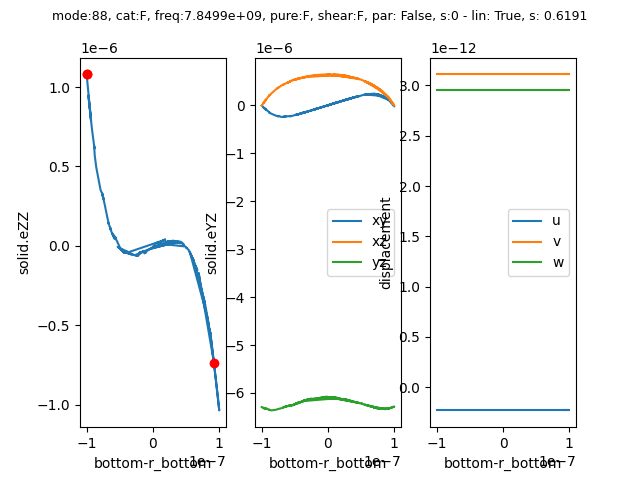 mode:88, cat:F, freq:7.8499e+09, pure:F, shear:F, par: False, s:0 - lin: True, s: 0.6191
1e−6
1.0
0.5
0.0
−0.5
−1.0
solid.eZZ
−1
0
1
1e−7
bottom-r_bottom
1e−6
0
−1
−2
−3
−4
−5
−6
solid.eYZ
xy
xz
yz
−1
0
1
1e−7
bottom-r_bottom
1e−12
3.0
2.5
2.0
1.5
1.0
0.5
0.0
displacement
u
v
w
−1
0
1
1e−7
bottom-r_bottom